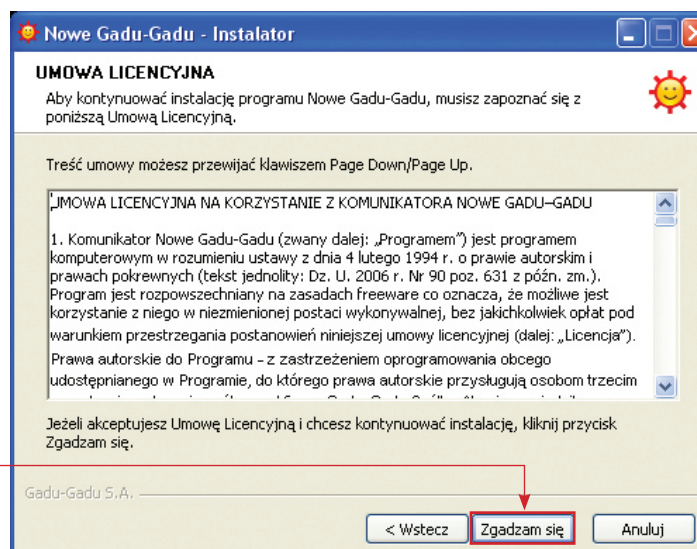 Nowe Gadu-Gadu - Instalator
UMOWA LICENCYJNA
Aby kontynuować instalację programu Nowe Gadu-Gadu, musisz zapoznać się z
poniższą Umową Licencyjną.
Treść umowy możesz przewijać klawiszem Page Down/Page Up.
UMOWA LICENCYJNA NA KORZYSTANIE Z KOMUNIKATORA NOWE GADU–GADU
1. Komunikator Nowe Gadu-Gadu (zwany dalej: „Programem”) jest programem
komputerowym w rozumieniu ustawy z dnia 4 lutego 1994 r. o prawie autorskim i
prawach pokrewnych (tekst jednolity: Dz. U. 2006 r. Nr 90 poz. 631 z późn. zm.).
Program jest rozpowszechniany na zasadach freeware co oznacza, że możliwe jest
korzystanie z niego w niezmienionej postaci wykonywalnej, bez jakichkolwiek opłat pod
warunkiem przestrzegania postanowień niniejszej umowy licencyjnej (dalej: „Licencja”).
Prawa autorskie do Programu – z zastrzeżeniem oprogramowania obcego
udostępnianego w Programie, do którego prawa autorskie przysługują osobom trzecim
Jeżeli akceptujesz Umowę Licencyjną i chcesz kontynuować instalację, kliknij przycisk
Zgadzam się.
Gadu-Gadu S.A.
< Wstecz Zgadzam się Anuluj